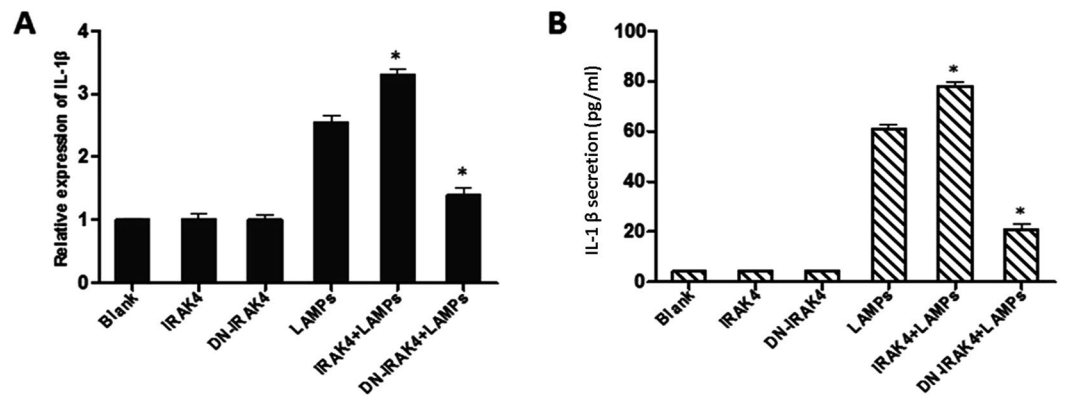 A
Relative expression of IL-1β
4
3
2
1
0
*
*
Blank
IRAK4
DN-IRAK4
LAMPs
IRAK4+LAMPs
DN-IRAK4+LAMPs
B
IL-1 β secretion (pg/ml)
100
80
60
40
20
0
*
*
Blank
IRAK4
DN-IRAK4
LAMPs
IRAK4+LAMPs
DN-IRAK4+LAMPs